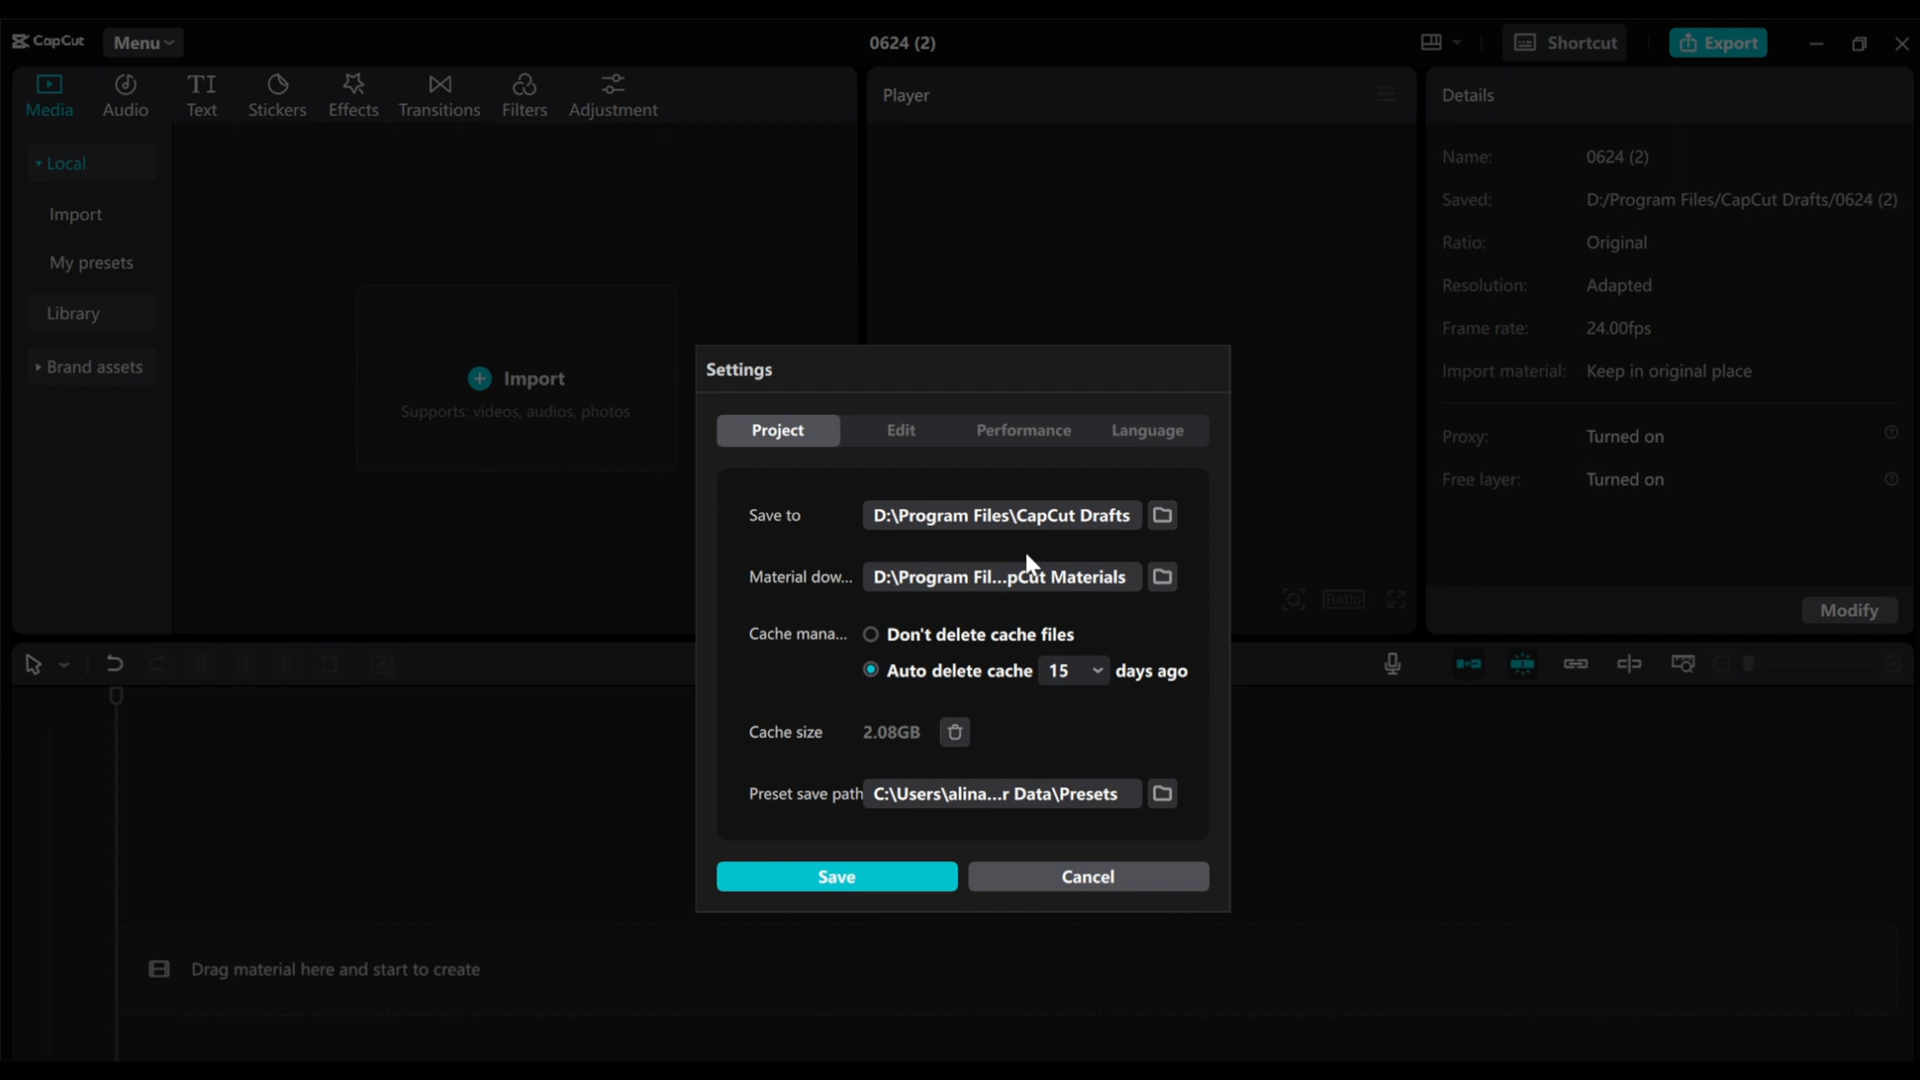 CapCut Menu 0624 (2) Shortcut Export
Media Audio Text Stickers Effects Transitions Filters Adjustment
Local
Import
My presets
Library
Brand assets
Import
Supports: videos, audios, photos
Player
Ratio
Details
Name: 0624 (2)
Saved: D:/Program Files/CapCut Drafts/0624 (2)
Ratio: Original
Resolution: Adapted
Frame rate: 24.00fps
Import material: Keep in original place
Proxy: Turned on
Free layer: Turned on
Modify
Settings
Project Edit Performance Language
Save to D:\Program Files\CapCut Drafts
Material dow... D:\Program Fil...pCut Materials
Cache mana... Don't delete cache files
Auto delete cache 15 days ago
Cache size 2.08GB
Preset save path C:\Users\alina...r Data\Presets
Save Cancel
Drag material here and start to create